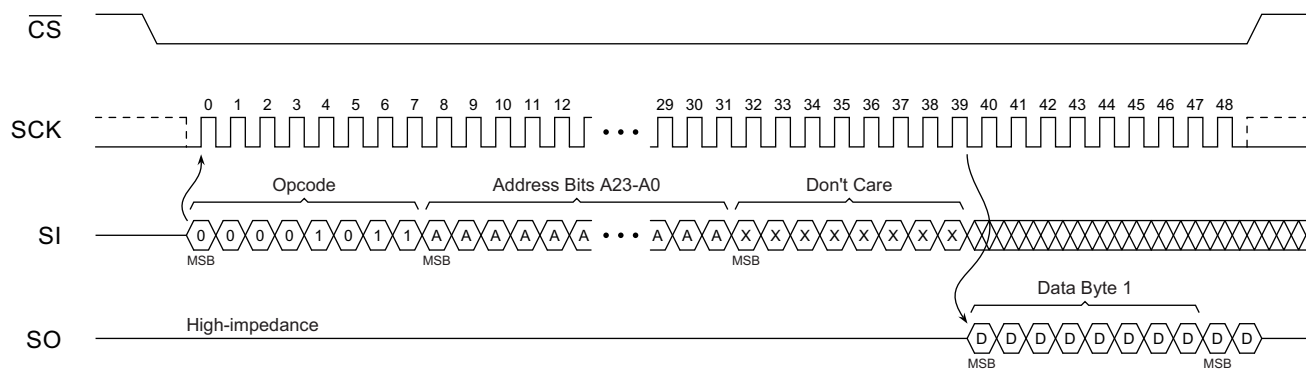 CS
0 1 2 3 4 5 6 7 8 9 10 11 12 29 30 31 32 33 34 35 36 37 38 39 40 41 42 43 44 45 46 47 48
SCK
Opcode Address Bits A23-A0 Don't Care
SI 0 0 0 0 1 0 1 1 A A A A A A A A A X X X X X X X X
MSB MSB MSB
Data Byte 1
High-impedance
SO D D D D D D D D D D
MSB MSB